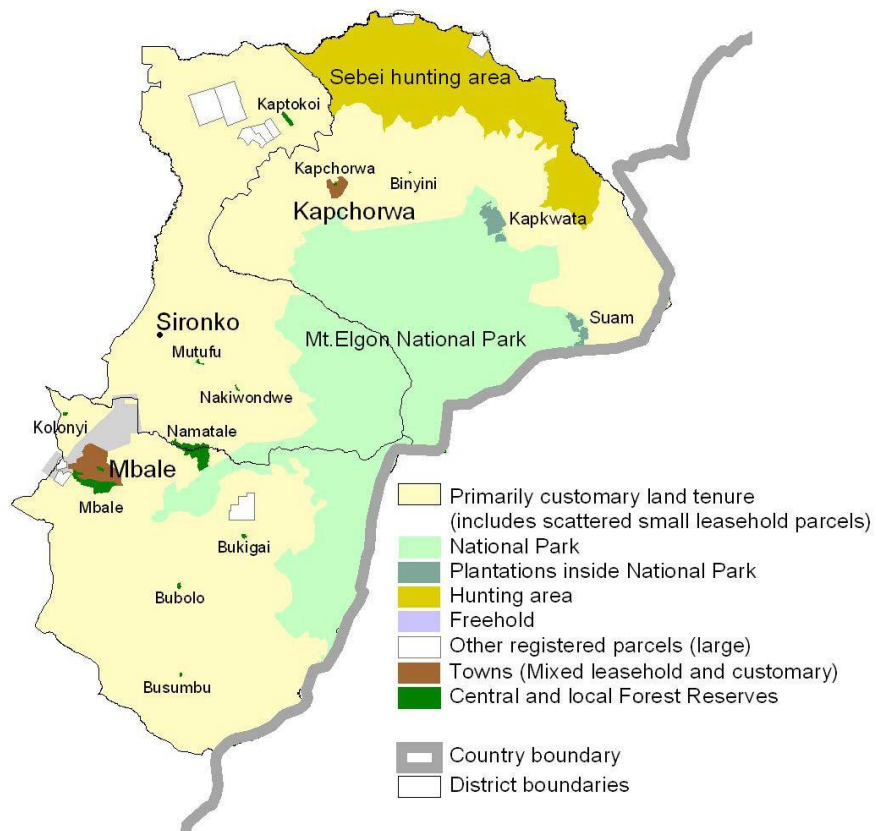 Sebei hunting area
Kaptokoi
Kapchorwa
Binyini
Kapchorwa
Kapkwata
Suam
Sironko
Mt.Elgon National Park
Mutufu
Nakiwondwe
Kolonyi
Namatale
Mbale
Mbale
Bukigai
Bubolo
Busumbu
Primarily customary land tenure
(includes scattered small leasehold parcels)
National Park
Plantations inside National Park
Hunting area
Freehold
Other registered parcels (large)
Towns (Mixed leasehold and customary)
Central and local Forest Reserves
Country boundary
District boundaries